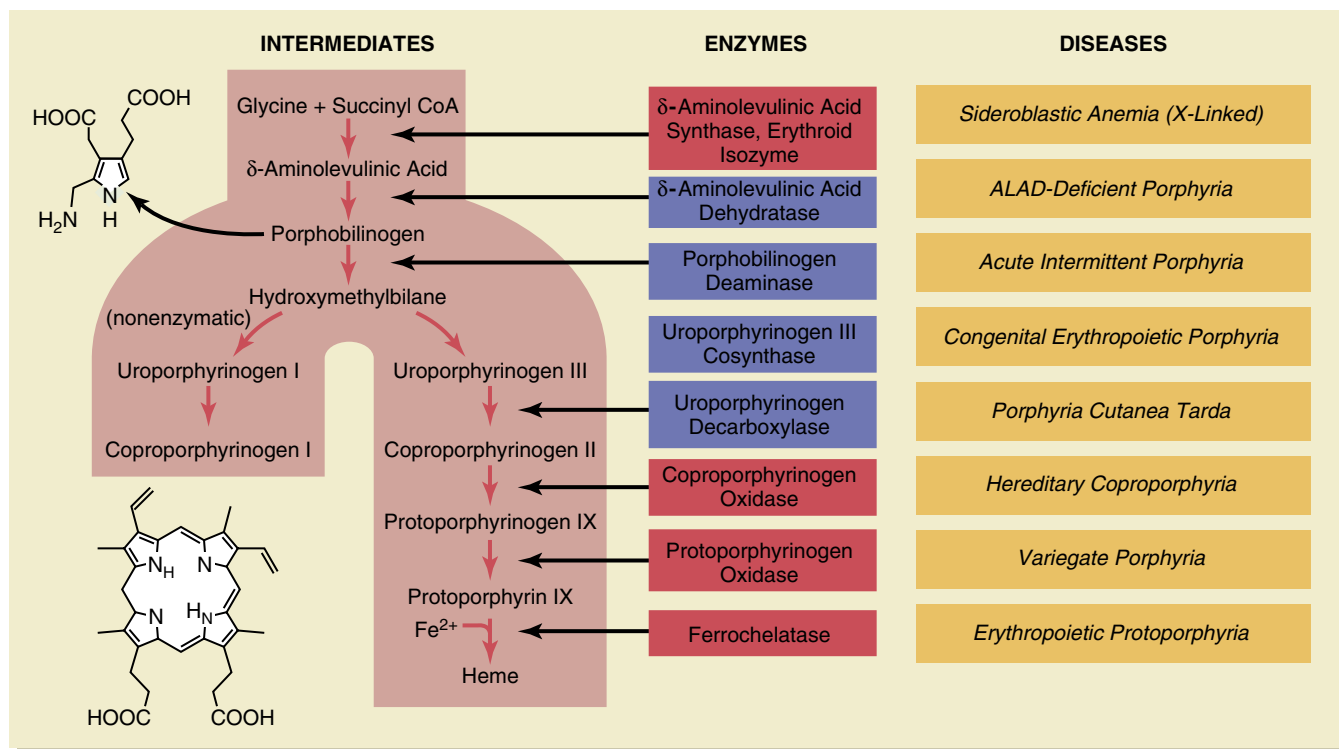 INTERMEDIATES
ENZYMES
DISEASES
COOH
HOOC
N
H
H₂N
Glycine + Succinyl CoA
δ-Aminolevulinic Acid
Porphobilinogen
Hydroxymethylbilane
(nonenzymatic)
Uroporphyrinogen I
Uroporphyrinogen III
Coproporphyrinogen I
Coproporphyrinogen II
Protoporphyrinogen IX
Protoporphyrin IX
Fe²⁺
Heme
NH
N
N
HN
HOOC
COOH
δ-Aminolevulinic Acid
Synthase, Erythroid
Isozyme
δ-Aminolevulinic Acid
Dehydratase
Porphobilinogen
Deaminase
Uroporphyrinogen III
Cosynthase
Uroporphyrinogen
Decarboxylase
Coproporphyrinogen
Oxidase
Protoporphyrinogen
Oxidase
Ferrochelatase
Sideroblastic Anemia (X-Linked)
ALAD-Deficient Porphyria
Acute Intermittent Porphyria
Congenital Erythropoietic Porphyria
Porphyria Cutanea Tarda
Hereditary Coproporphyria
Variegate Porphyria
Erythropoietic Protoporphyria